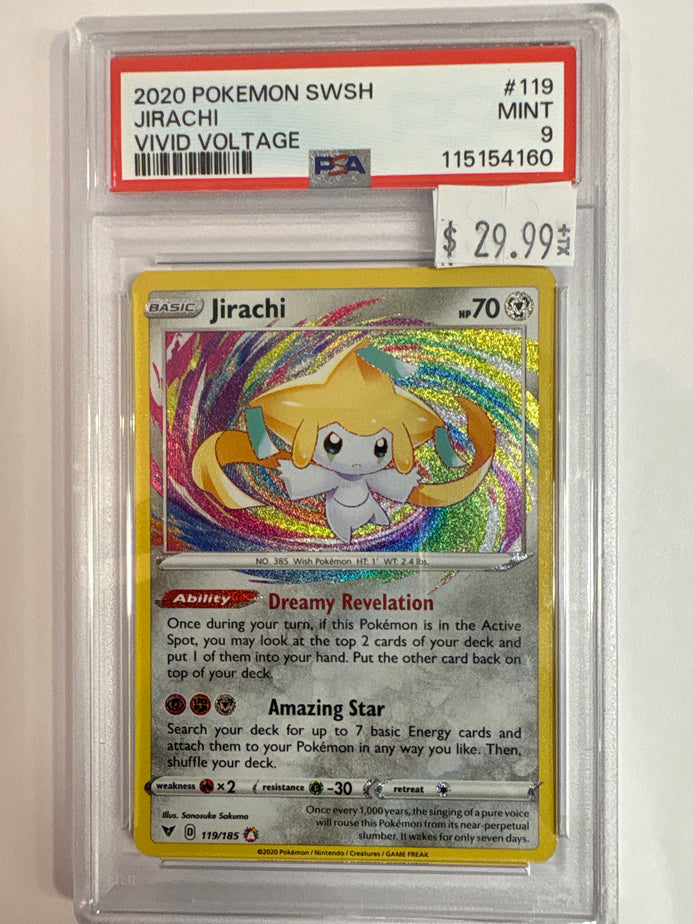 2020 POKEMON SWSH #119
JIRACHI MINT
VIVID VOLTAGE 9
PSA 115154160
$ 29.99 +TX
BASIC Jirachi HP 70
NO. 385 Wish Pokémon HT: 1' WT: 2.4 lbs.
Ability Dreamy Revelation
Once during your turn, if this Pokémon is in the Active
Spot, you may look at the top 2 cards of your deck and
put 1 of them into your hand. Put the other card back on
top of your deck.
Amazing Star
Search your deck for up to 7 basic Energy cards and
attach them to your Pokémon in any way you like. Then,
shuffle your deck.
weakness ×2 resistance -30 retreat
Illus. Sanosuke Sakuma
Once every 1,000 years, the singing of a pure voice
will rouse this Pokémon from its near-perpetual
slumber. It wakes for only seven days.
D 119/185
©2020 Pokémon / Nintendo / Creatures / GAME FREAK